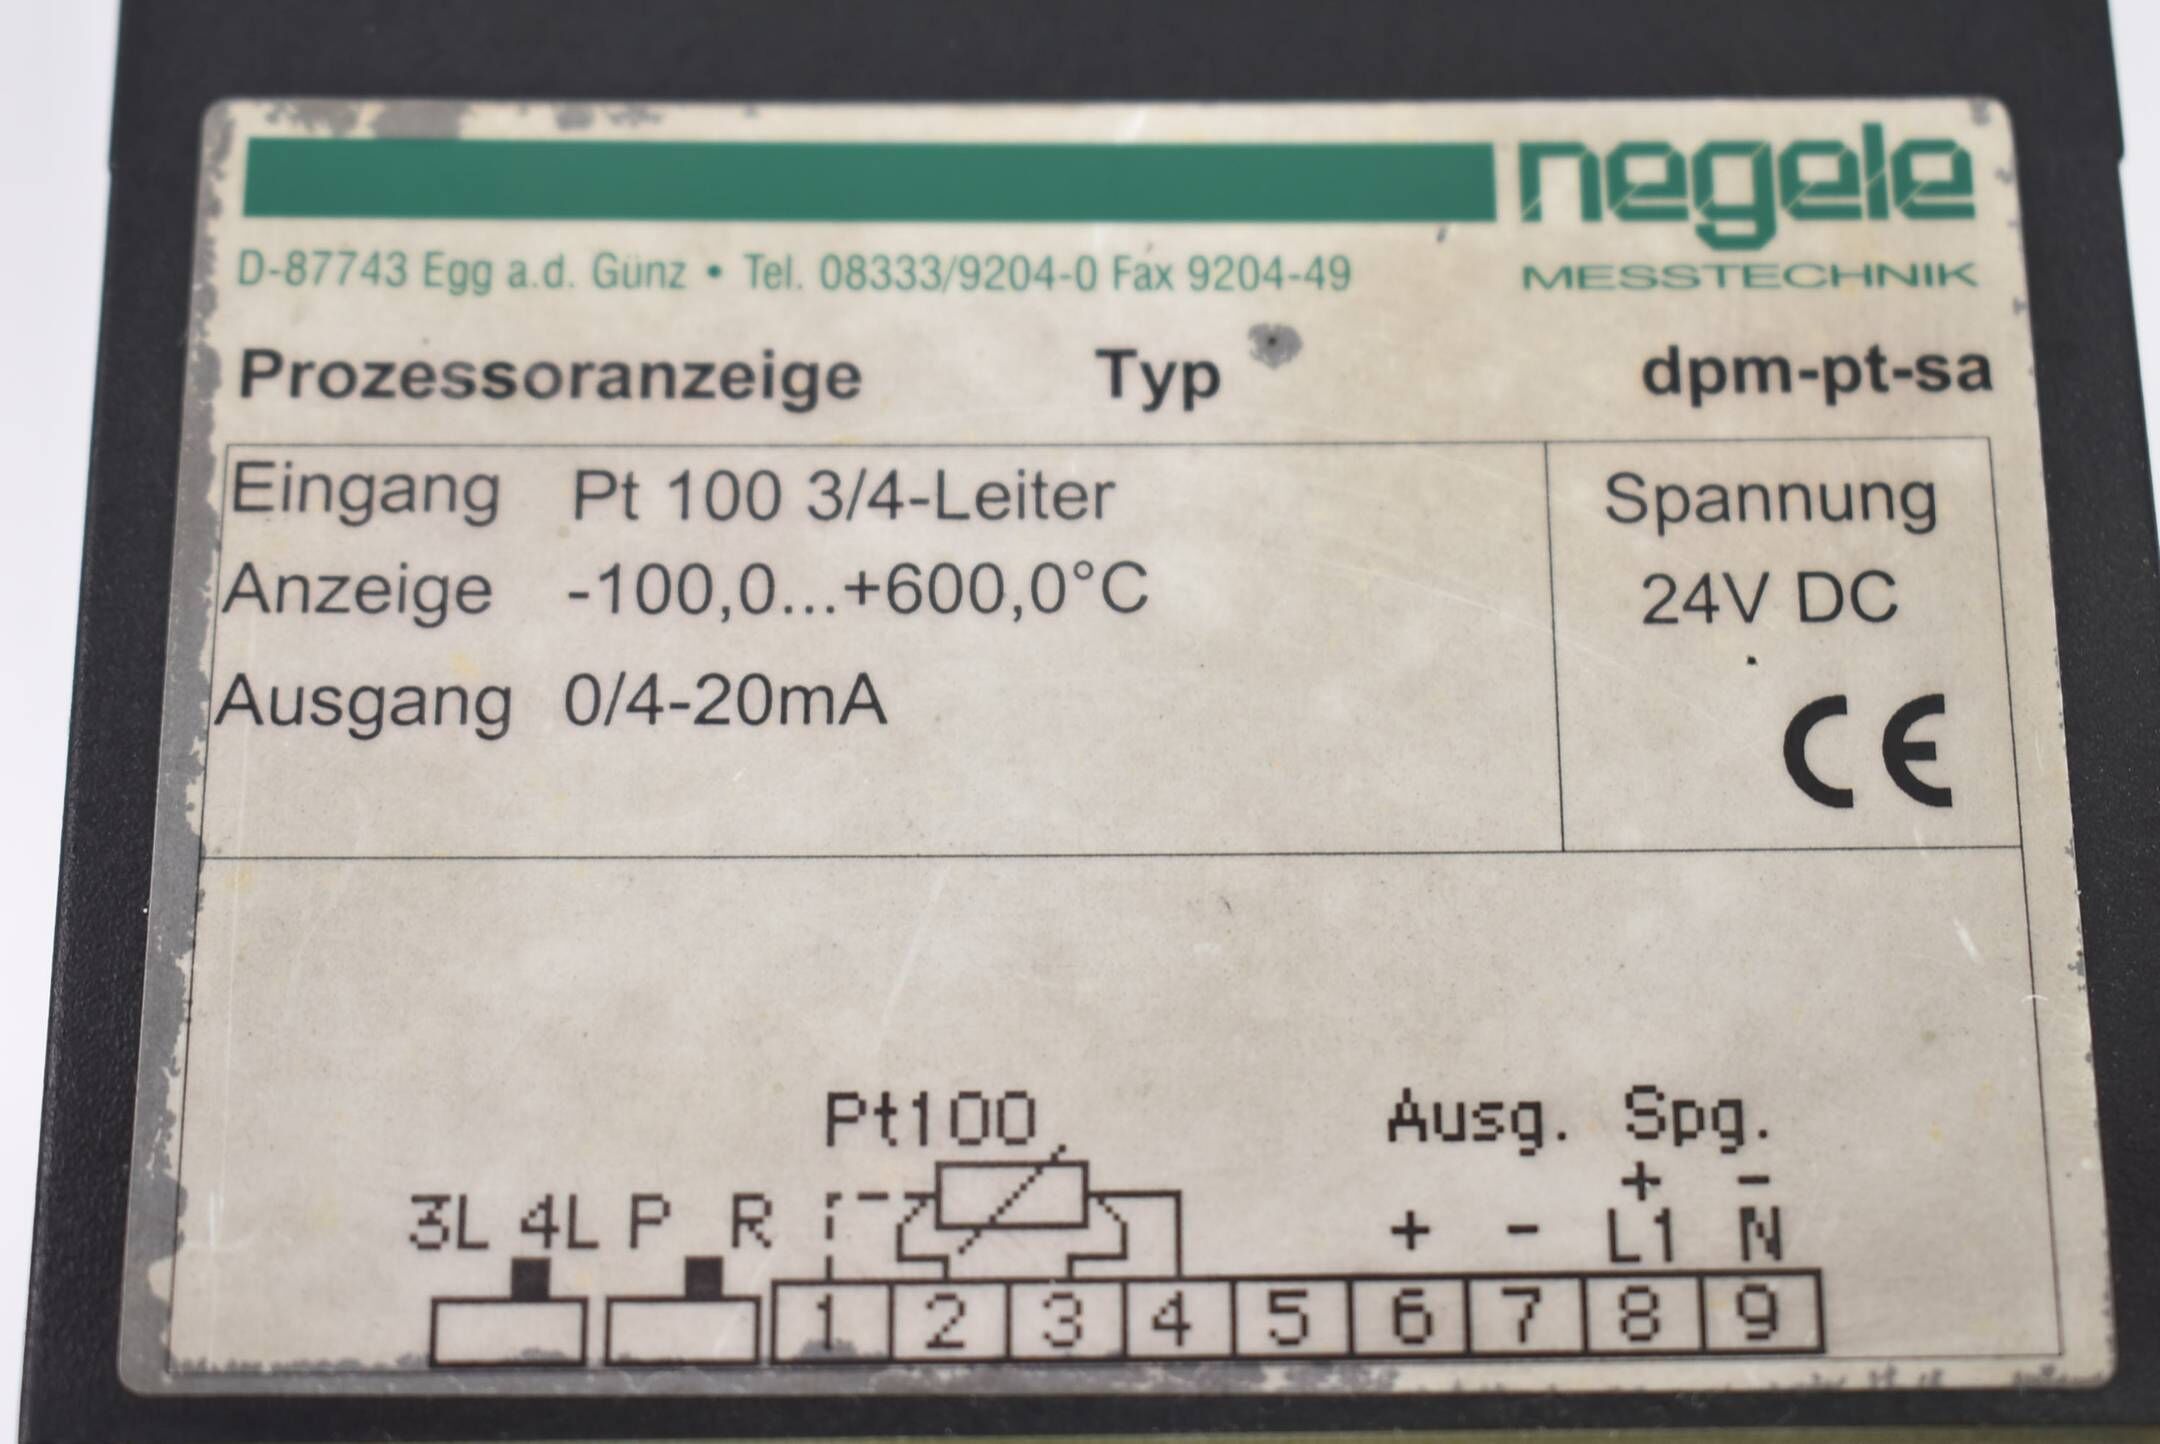 negele
D-87743 Egg a.d. Günz • Tel. 08333/9204-0 Fax 9204-49 MESSTECHNIK
Prozessoranzeige Typ dpm-pt-sa
Eingang Pt 100 3/4-Leiter Spannung
Anzeige -100,0...+600,0°C 24V DC
Ausgang 0/4-20mA
CE
Pt100 Ausg. Spg.
+ -
3L 4L P R + - L1 N
1 2 3 4 5 6 7 8 9